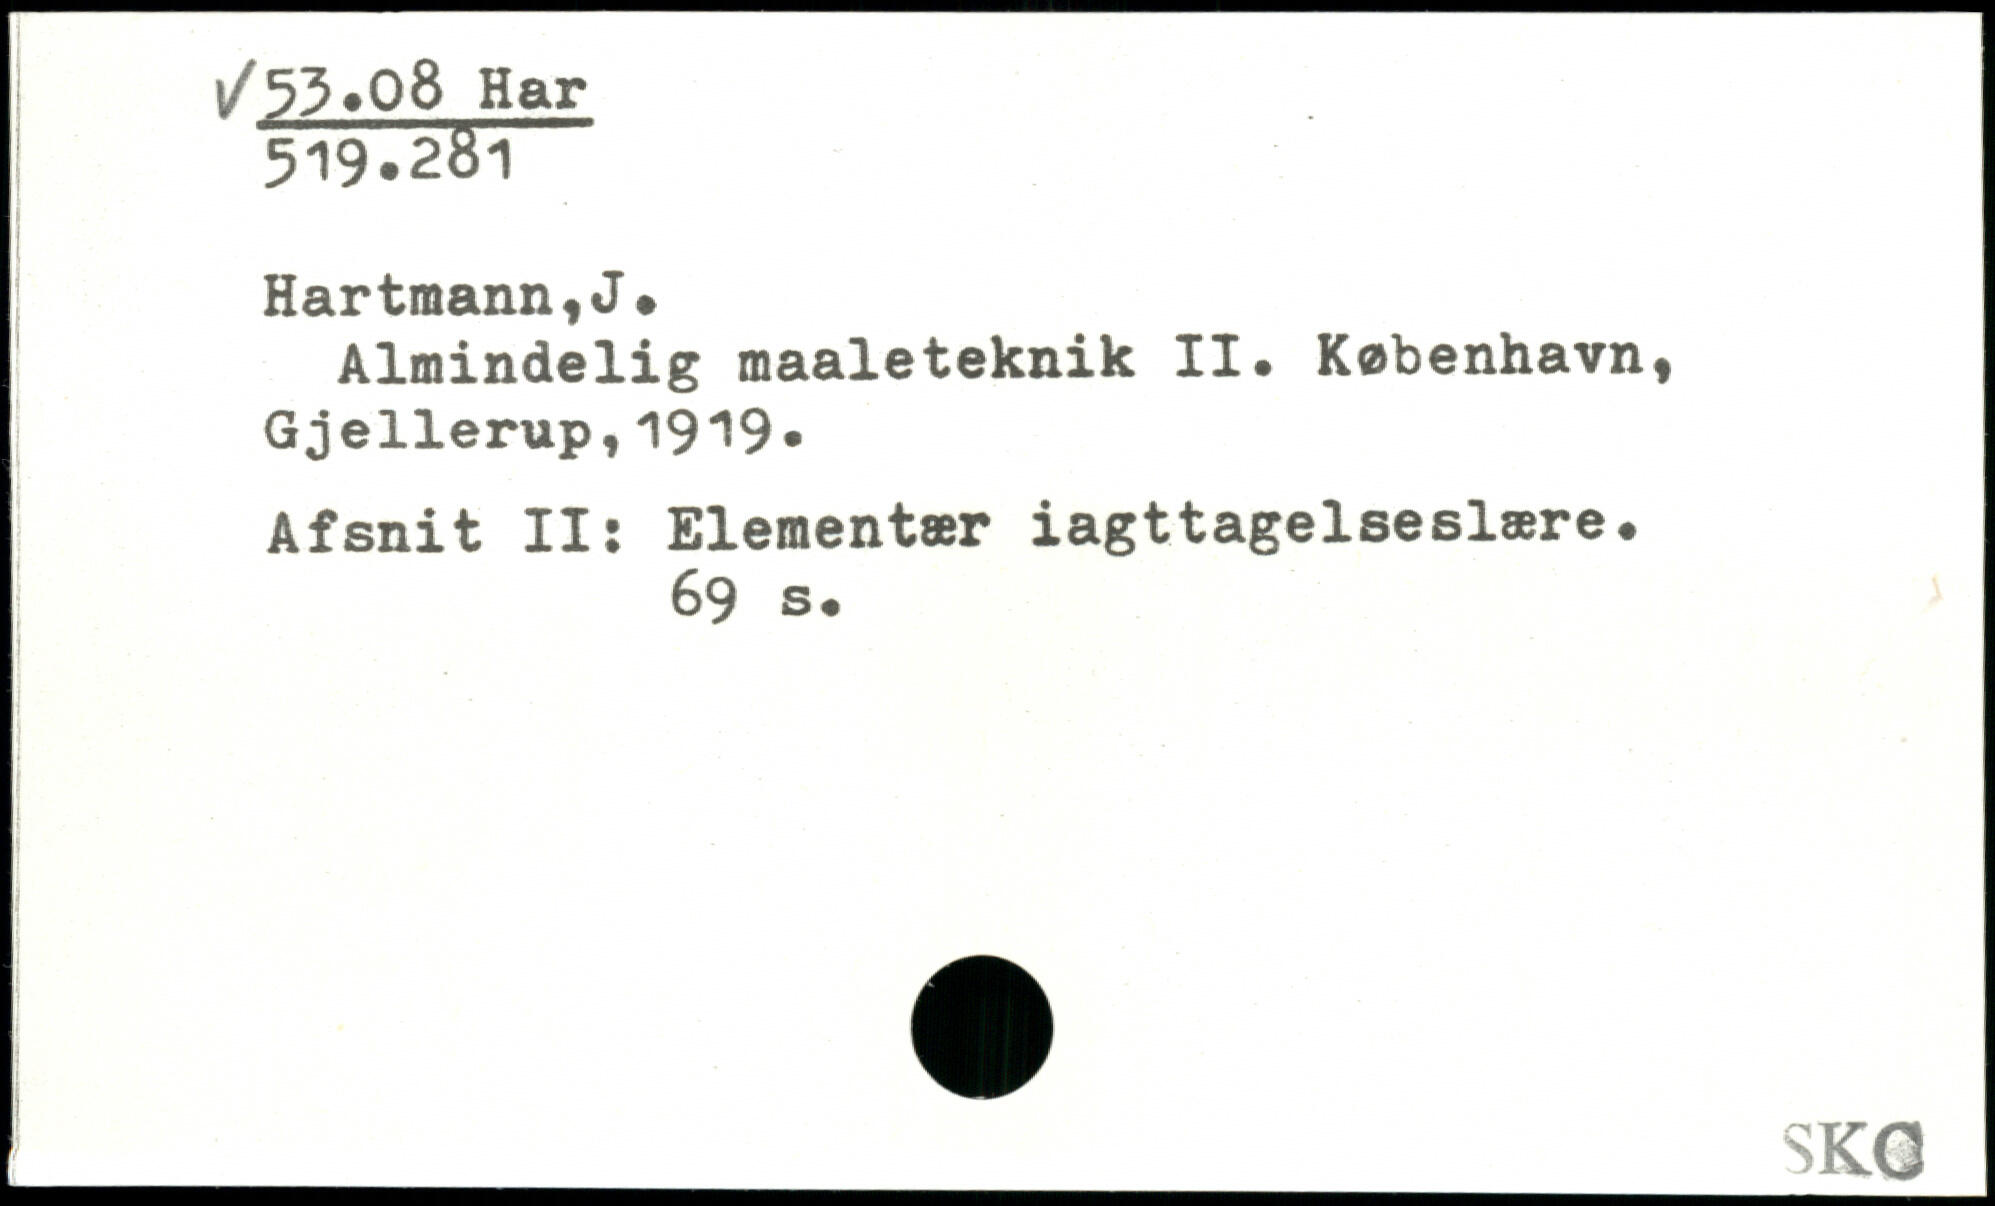 √53.08 Har
519.281
Hartmann,J.
Almindelig maaleteknik II. København,
Gjellerup,1919.
Afsnit II: Elementær iagttagelseslære.
69 s.
SKC